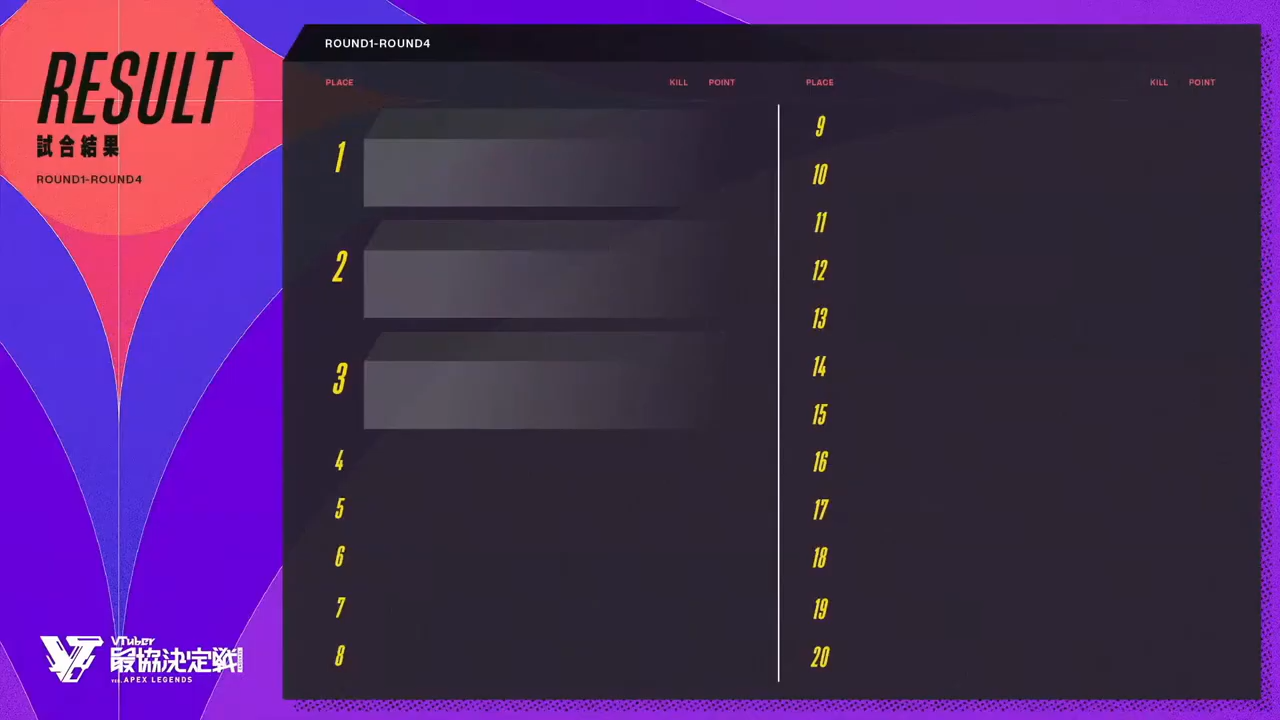 RESULT
試合結果
ROUND1-ROUND4
ROUND1-ROUND4
PLACE KILL POINT
1
2
3
4
5
6
7
8
PLACE KILL POINT
9
10
11
12
13
14
15
16
17
18
19
20
VTuber
最協決定戦
ver.APEX LEGENDS